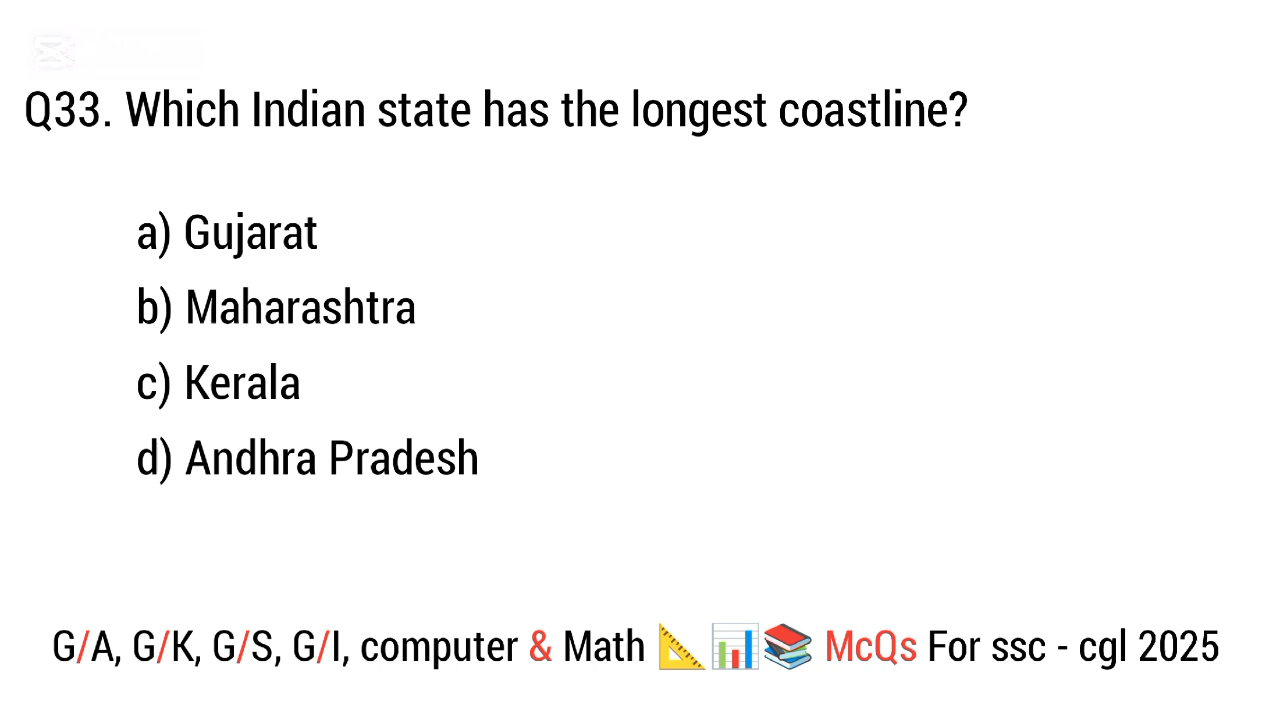 Q33. Which Indian state has the longest coastline?
a) Gujarat
b) Maharashtra
c) Kerala
d) Andhra Pradesh
G/A, G/K, G/S, G/I, computer & Math 📐📊📚 McQs For ssc - cgl 2025